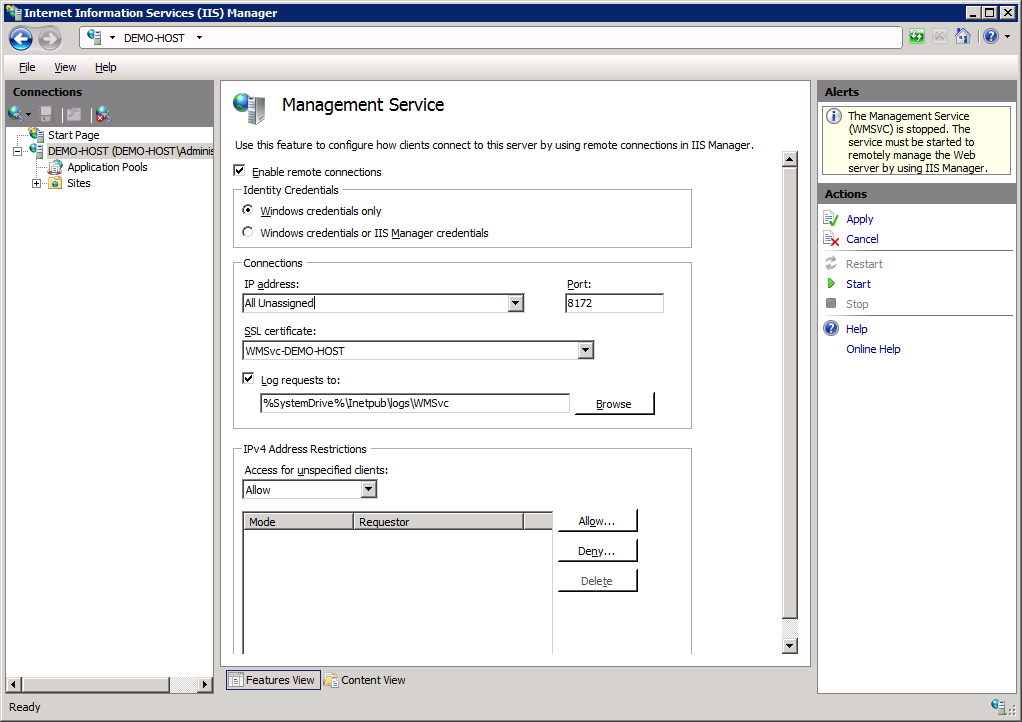 Internet Information Services (IIS) Manager
DEMO-HOST
File View Help
Connections
Start Page
DEMO-HOST (DEMO-HOST\Adminis
Application Pools
Sites
Management Service
Use this feature to configure how clients connect to this server by using remote connections in IIS Manager.
Enable remote connections
Identity Credentials
Windows credentials only
Windows credentials or IIS Manager credentials
Connections
IP address: Port:
All Unassigned 8172
SSL certificate:
WMSvc-DEMO-HOST
Log requests to:
%SystemDrive%\Inetpub\logs\WMSvc Browse
IPv4 Address Restrictions
Access for unspecified clients:
Allow
Mode Requestor
Allow...
Deny...
Delete
Features View Content View
Alerts
The Management Service
(WMSVC) is stopped. The
service must be started to
remotely manage the Web
server by using IIS Manager.
Actions
Apply
Cancel
Restart
Start
Stop
Help
Online Help
Ready